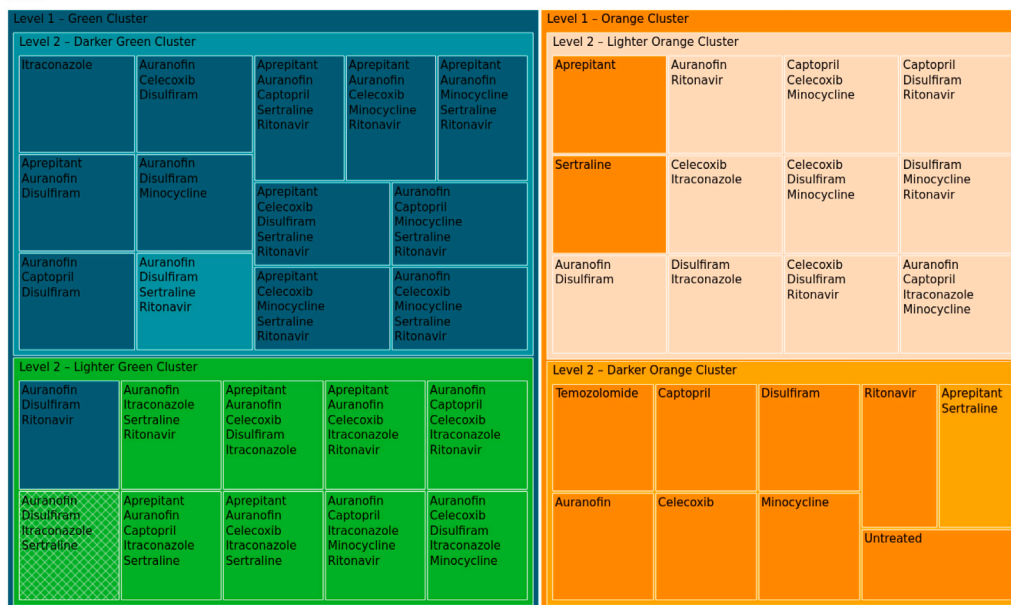 Level 1 – Green Cluster
Level 2 – Darker Green Cluster
Itraconazole
Auranofin
Celecoxib
Disulfiram
Aprepitant
Auranofin
Captopril
Sertraline
Ritonavir
Aprepitant
Auranofin
Celecoxib
Minocycline
Ritonavir
Aprepitant
Auranofin
Minocycline
Sertraline
Ritonavir
Aprepitant
Auranofin
Disulfiram
Auranofin
Disulfiram
Minocycline
Aprepitant
Celecoxib
Disulfiram
Sertraline
Ritonavir
Auranofin
Captopril
Minocycline
Sertraline
Ritonavir
Auranofin
Captopril
Disulfiram
Auranofin
Disulfiram
Sertraline
Ritonavir
Aprepitant
Celecoxib
Minocycline
Sertraline
Ritonavir
Auranofin
Celecoxib
Minocycline
Sertraline
Ritonavir
Level 2 – Lighter Green Cluster
Auranofin
Disulfiram
Ritonavir
Auranofin
Itraconazole
Sertraline
Ritonavir
Aprepitant
Auranofin
Celecoxib
Disulfiram
Itraconazole
Aprepitant
Auranofin
Celecoxib
Itraconazole
Ritonavir
Auranofin
Captopril
Celecoxib
Itraconazole
Ritonavir
Auranofin
Disulfiram
Itraconazole
Sertraline
Aprepitant
Auranofin
Captopril
Itraconazole
Sertraline
Aprepitant
Auranofin
Celecoxib
Itraconazole
Sertraline
Auranofin
Captopril
Itraconazole
Minocycline
Ritonavir
Auranofin
Celecoxib
Disulfiram
Itraconazole
Minocycline
Level 1 – Orange Cluster
Level 2 – Lighter Orange Cluster
Aprepitant
Auranofin
Ritonavir
Captopril
Celecoxib
Minocycline
Captopril
Disulfiram
Ritonavir
Sertraline
Celecoxib
Itraconazole
Celecoxib
Disulfiram
Minocycline
Disulfiram
Minocycline
Ritonavir
Auranofin
Disulfiram
Disulfiram
Itraconazole
Celecoxib
Disulfiram
Ritonavir
Auranofin
Captopril
Itraconazole
Minocycline
Level 2 – Darker Orange Cluster
Temozolomide
Captopril
Disulfiram
Ritonavir
Aprepitant
Sertraline
Auranofin
Celecoxib
Minocycline
Untreated